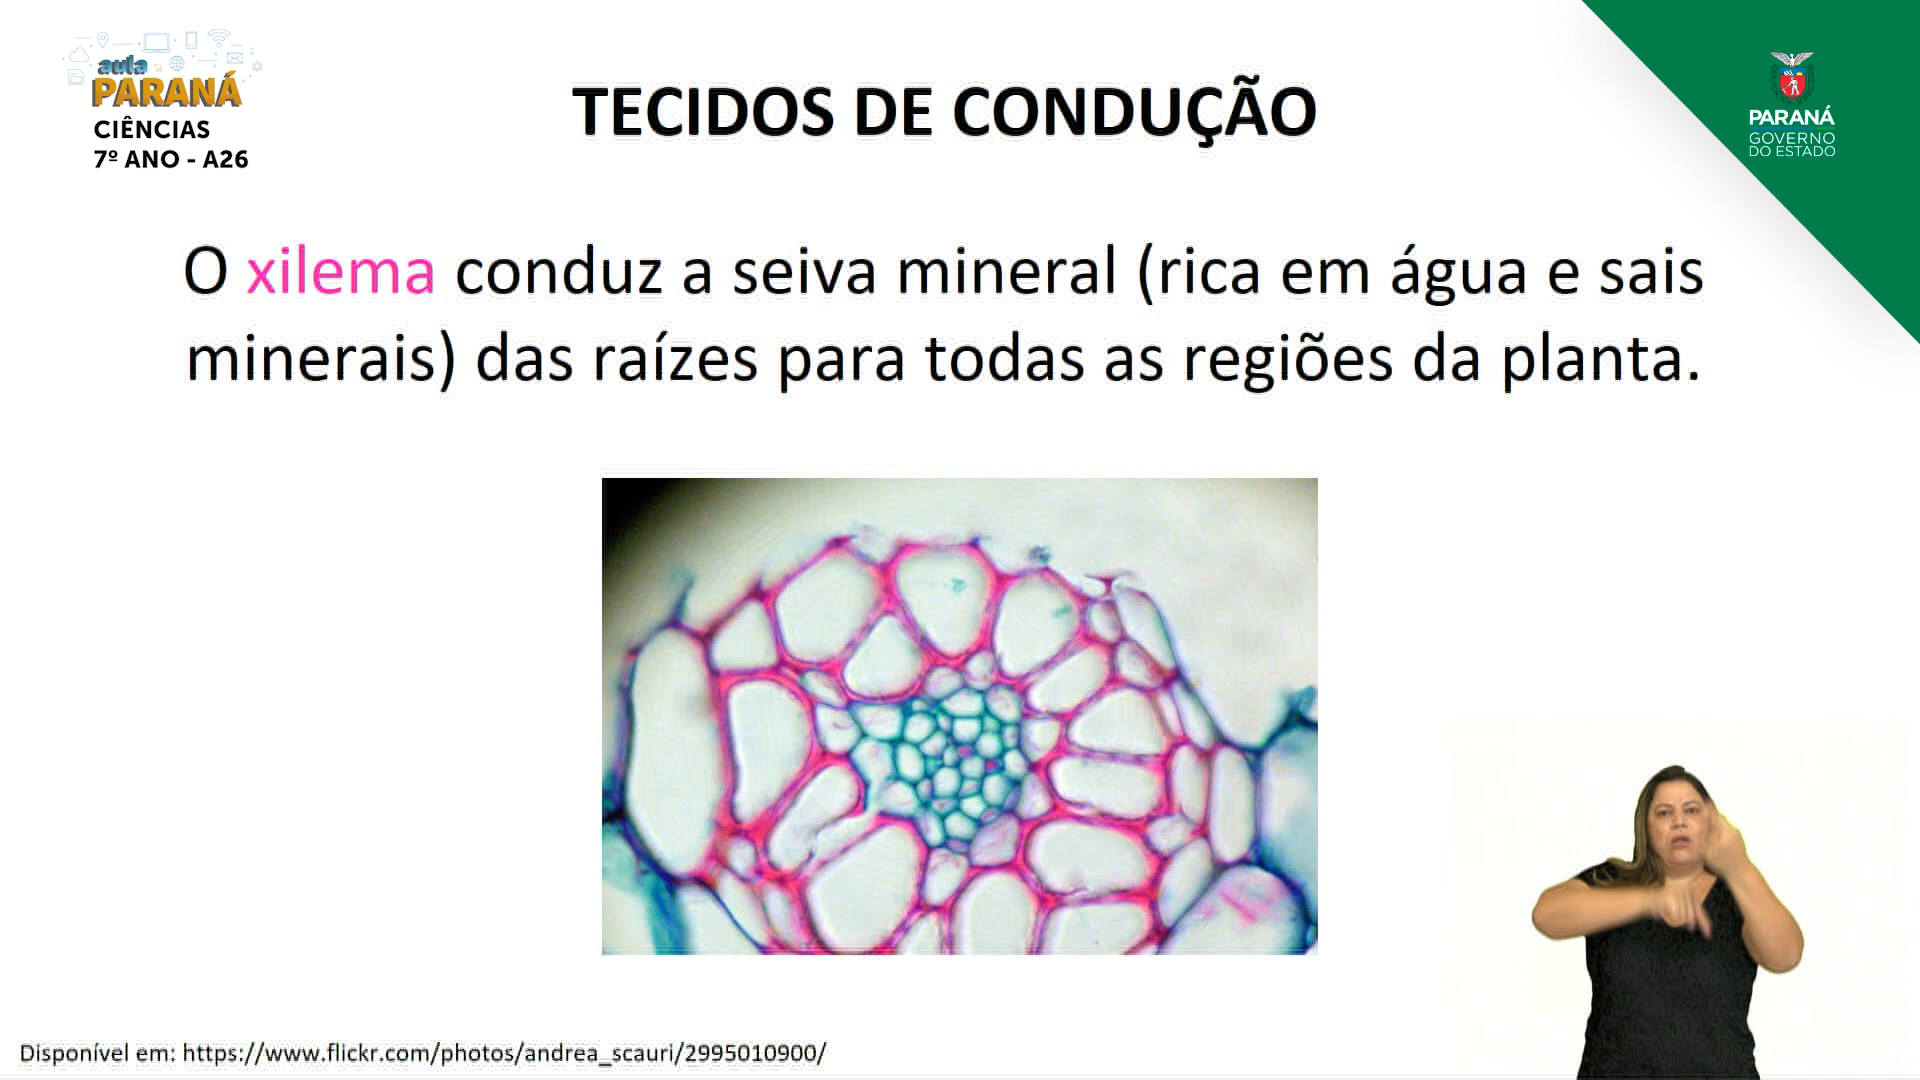 aula
PARANÁ
CIÊNCIAS
7º ANO - A26
TECIDOS DE CONDUÇÃO
PARANÁ
GOVERNO
DO ESTADO
O xilema conduz a seiva mineral (rica em água e sais
minerais) das raízes para todas as regiões da planta.
Disponível em: https://www.flickr.com/photos/andrea_scauri/2995010900/